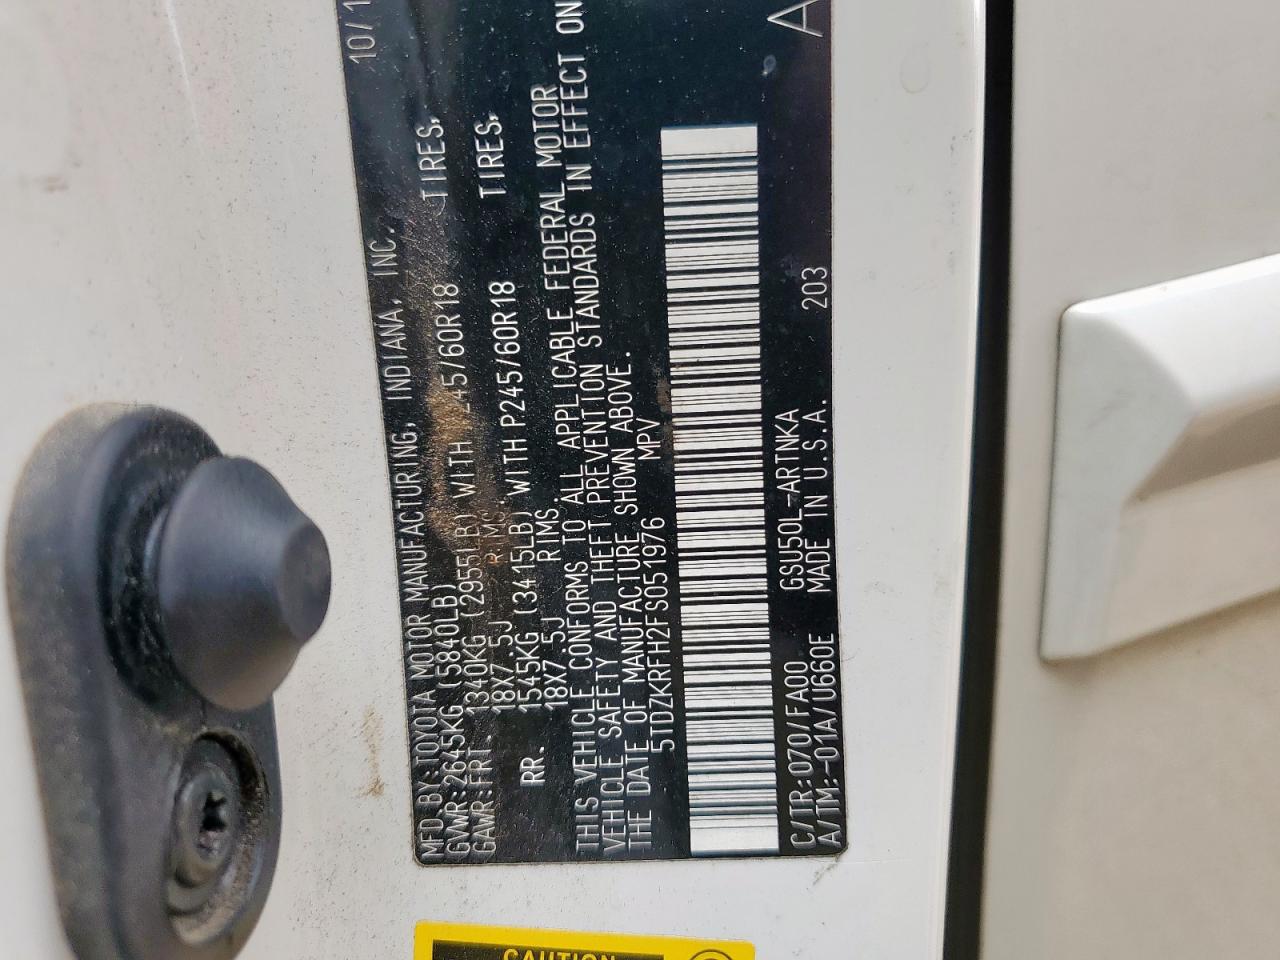 MFD.BY:TOYOTA MOTOR MANUFACTURING, INDIANA, INC. 10/1
GVWR:2645KG (5840LB)
GAWR:FRT. 1340KG (2955LB) WITH P245/60R18 TIRES,
18X7.5J RIMS.
RR. 1545KG (3415LB) WITH P245/60R18 TIRES,
18X7.5J RIMS.
THIS VEHICLE CONFORMS TO ALL APPLICABLE FEDERAL MOTOR
VEHICLE SAFETY AND THEFT PREVENTION STANDARDS IN EFFECT ON
THE DATE OF MANUFACTURE SHOWN ABOVE.
5TDZKRFH2FS051976 MPV
C/TR:070/FA00 GSU50L-ARTNKA
A/TM:-01A/U660E MADE IN U.S.A. 203 A
CAUTION